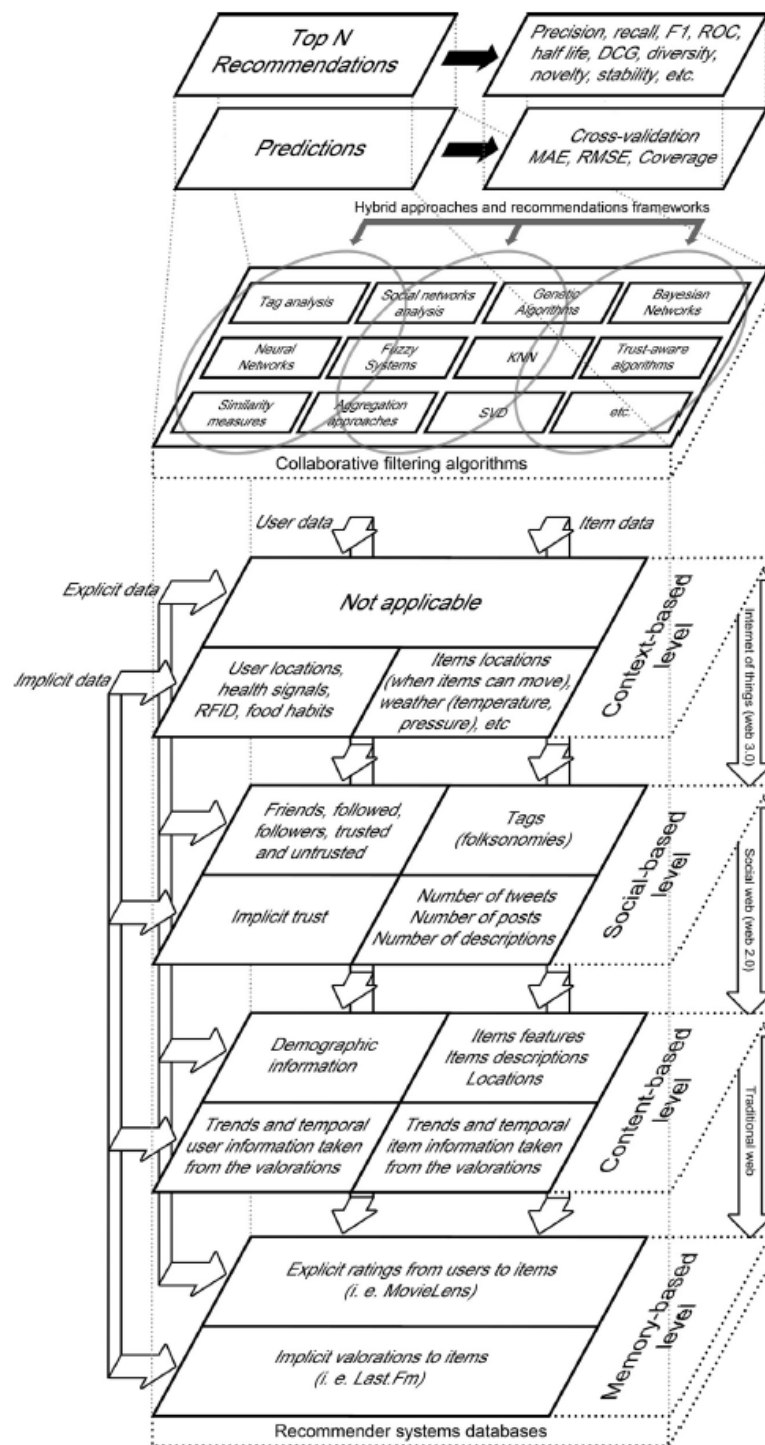 Top N
Recommendations
Precision, recall, F1, ROC,
half life, DCG, diversity,
novelty, stability, etc.
Predictions
Cross-validation
MAE, RMSE, Coverage
Hybrid approaches and recommendations frameworks
Tag analysis
Social networks
analysis
Genetic
Algorithms
Bayesian
Networks
Neural
Networks
Fuzzy
Systems
KNN
Trust-aware
algorithms
Similarity
measures
Aggregation
approaches
SVD
etc.
Collaborative filtering algorithms
User data
Item data
Explicit data
Implicit data
Not applicable
User locations,
health signals,
RFID, food habits
Items locations
(when items can move),
weather (temperature,
pressure), etc
Context-based
level
Internet of things (web 3.0)
Friends, followed,
followers, trusted
and untrusted
Tags
(folksonomies)
Implicit trust
Number of tweets
Number of posts
Number of descriptions
Social-based
level
Social web (web 2.0)
Demographic
information
Items features
Items descriptions
Locations
Trends and temporal
user information taken
from the valorations
Trends and temporal
item information taken
from the valorations
Content-based
level
Traditional web
Explicit ratings from users to items
(i. e. MovieLens)
Implicit valorations to items
(i. e. Last.Fm)
Memory-based
level
Recommender systems databases